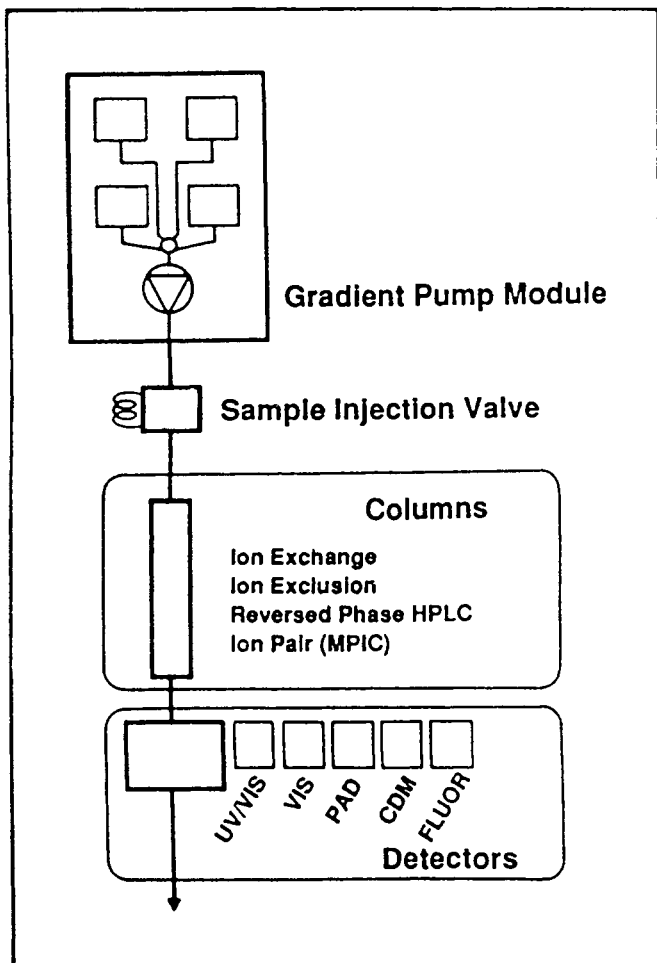 Gradient Pump Module
Sample Injection Valve
Columns
Ion Exchange
Ion Exclusion
Reversed Phase HPLC
Ion Pair (MPIC)
UV/VIS
VIS
PAD
CDM
FLUOR
Detectors